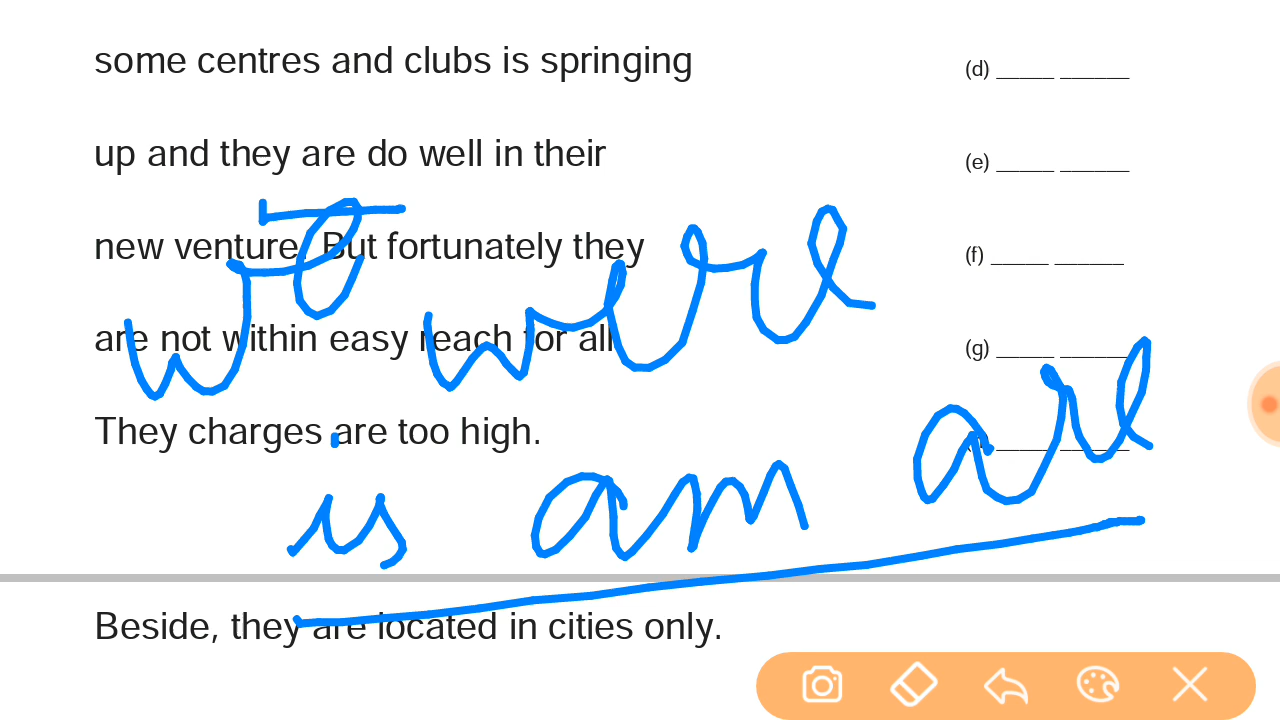 some centres and clubs is springing (d) _____ ______
up and they are do well in their (e) _____ ______
new venture. But fortunately they (f) _____ ______
were
are not within easy reach for all (g) _____ ______
They charges are too high. _____ ______
is am are
Beside, they are located in cities only.